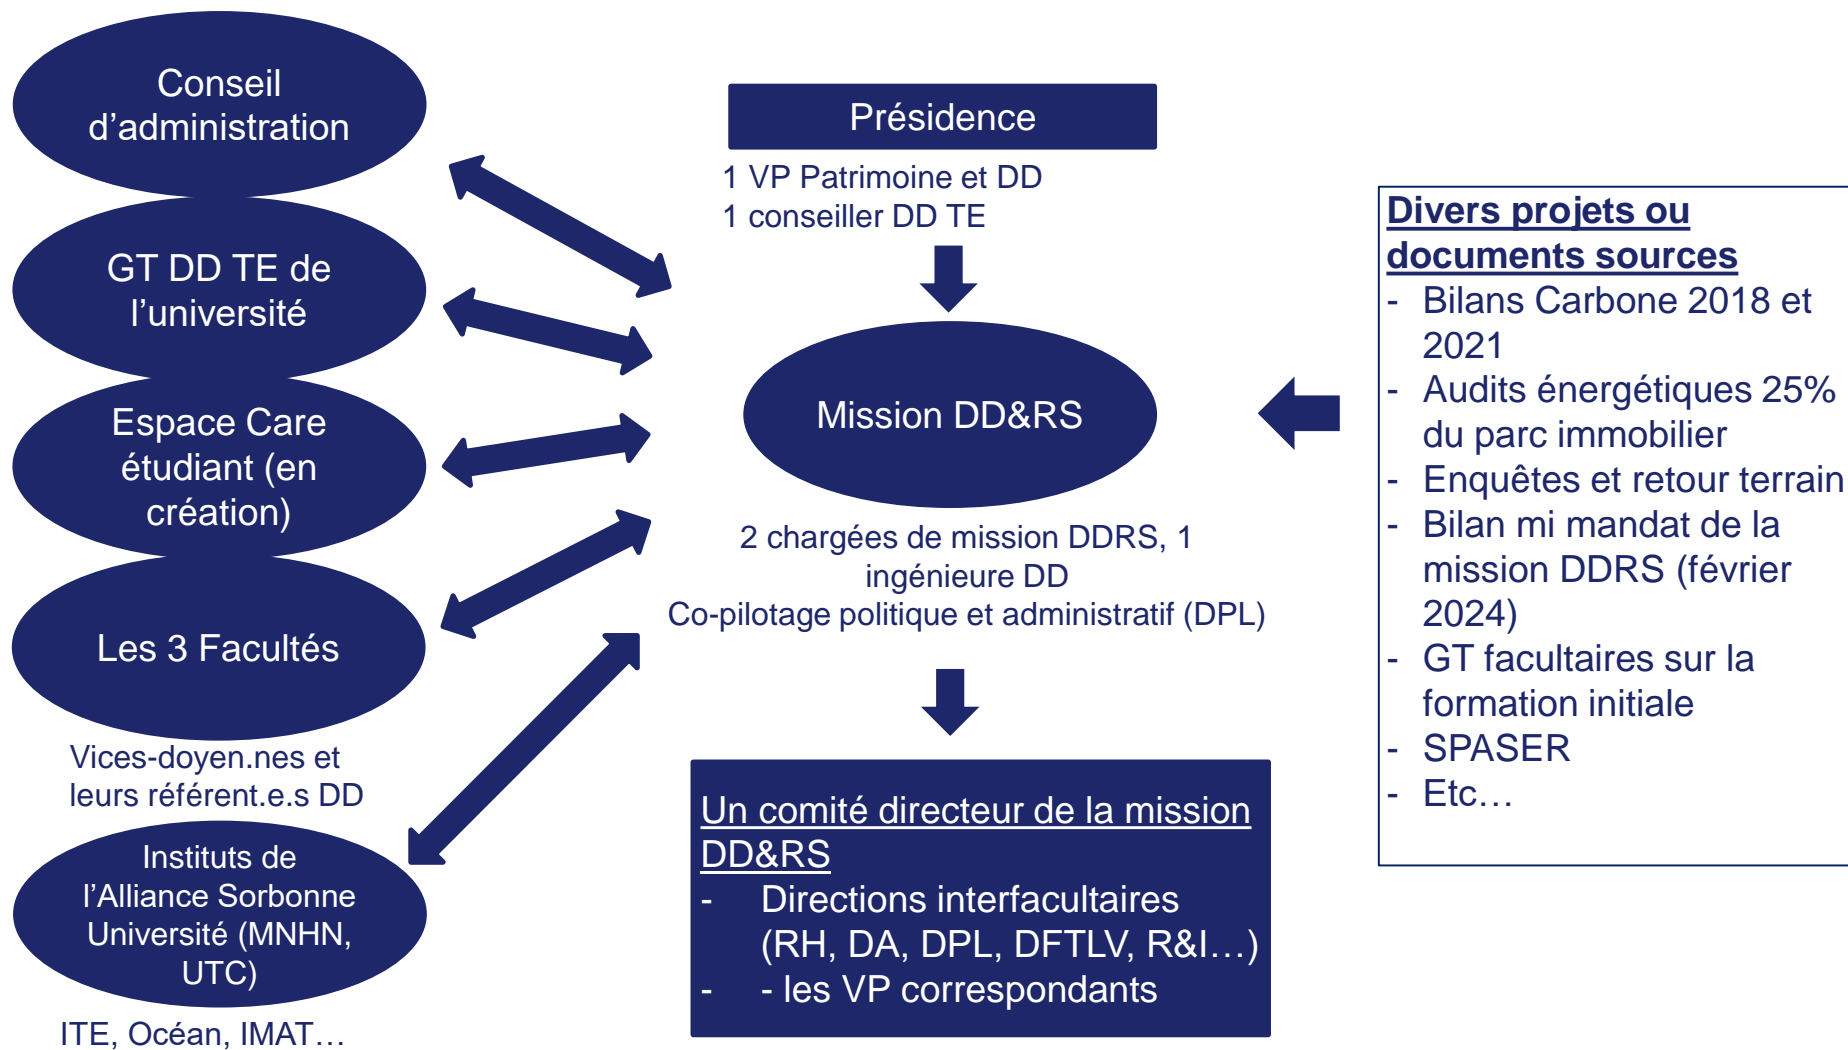 Conseil
d’administration
GT DD TE de
l’université
Espace Care
étudiant (en
création)
Les 3 Facultés
Vices-doyen.nes et
leurs référent.e.s DD
Instituts de
l’Alliance Sorbonne
Université (MNHN,
UTC)
ITE, Océan, IMAT…
Présidence
1 VP Patrimoine et DD
1 conseiller DD TE
Mission DD&RS
2 chargées de mission DDRS, 1
ingénieure DD
Co-pilotage politique et administratif (DPL)
Un comité directeur de la mission
DD&RS
- Directions interfacultaires
(RH, DA, DPL, DFTLV, R&I…)
- - les VP correspondants
Divers projets ou
documents sources
- Bilans Carbone 2018 et
2021
- Audits énergétiques 25%
du parc immobilier
- Enquêtes et retour terrain
- Bilan mi mandat de la
mission DDRS (février
2024)
- GT facultaires sur la
formation initiale
- SPASER
- Etc…